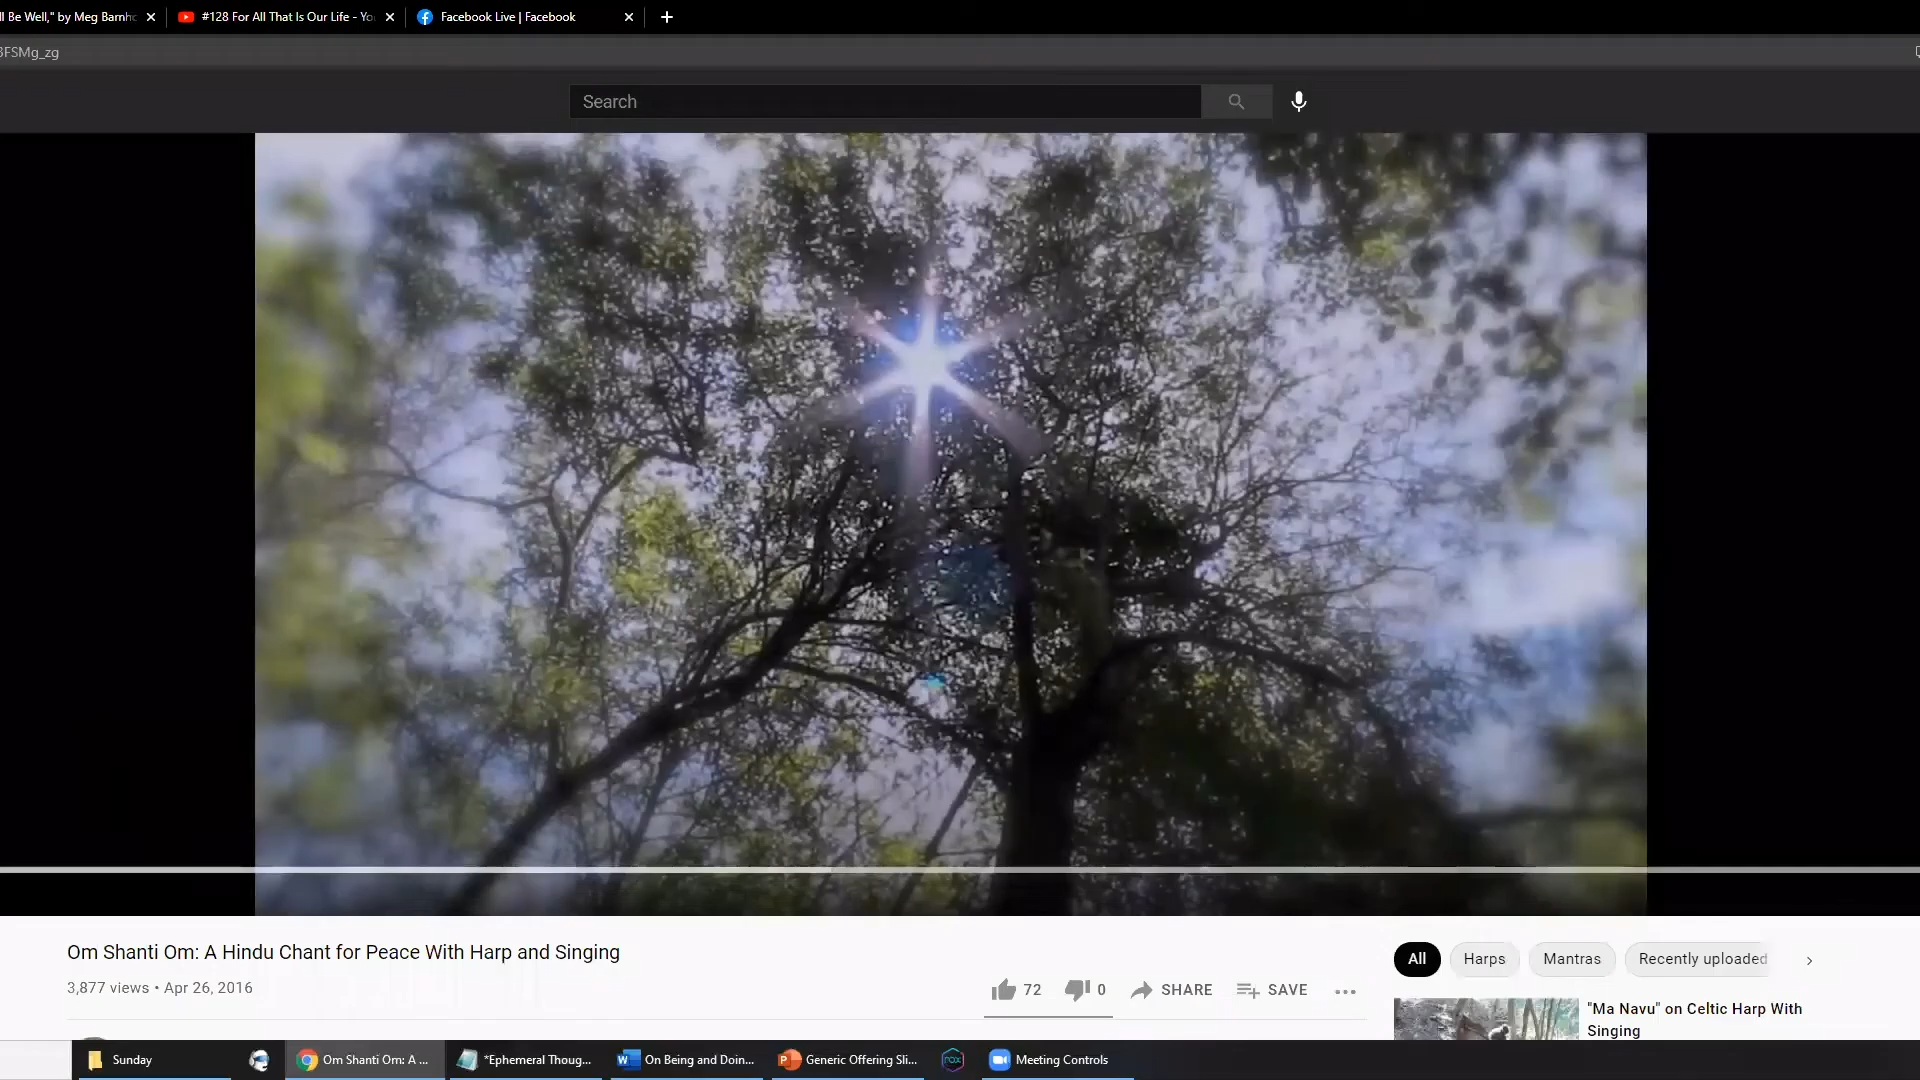 ll Be Well," by Meg Barnh
#128 For All That Is Our Life - Yo
Facebook Live | Facebook
3FSMg_zg
Search
Om Shanti Om: A Hindu Chant for Peace With Harp and Singing
3,877 views • Apr 26, 2016
72
0
SHARE
SAVE
All
Harps
Mantras
Recently uploaded
"Ma Navu" on Celtic Harp With
Singing
Sunday
Om Shanti Om: A ...
*Ephemeral Thoug...
On Being and Doin...
Generic Offering Sli...
Meeting Controls